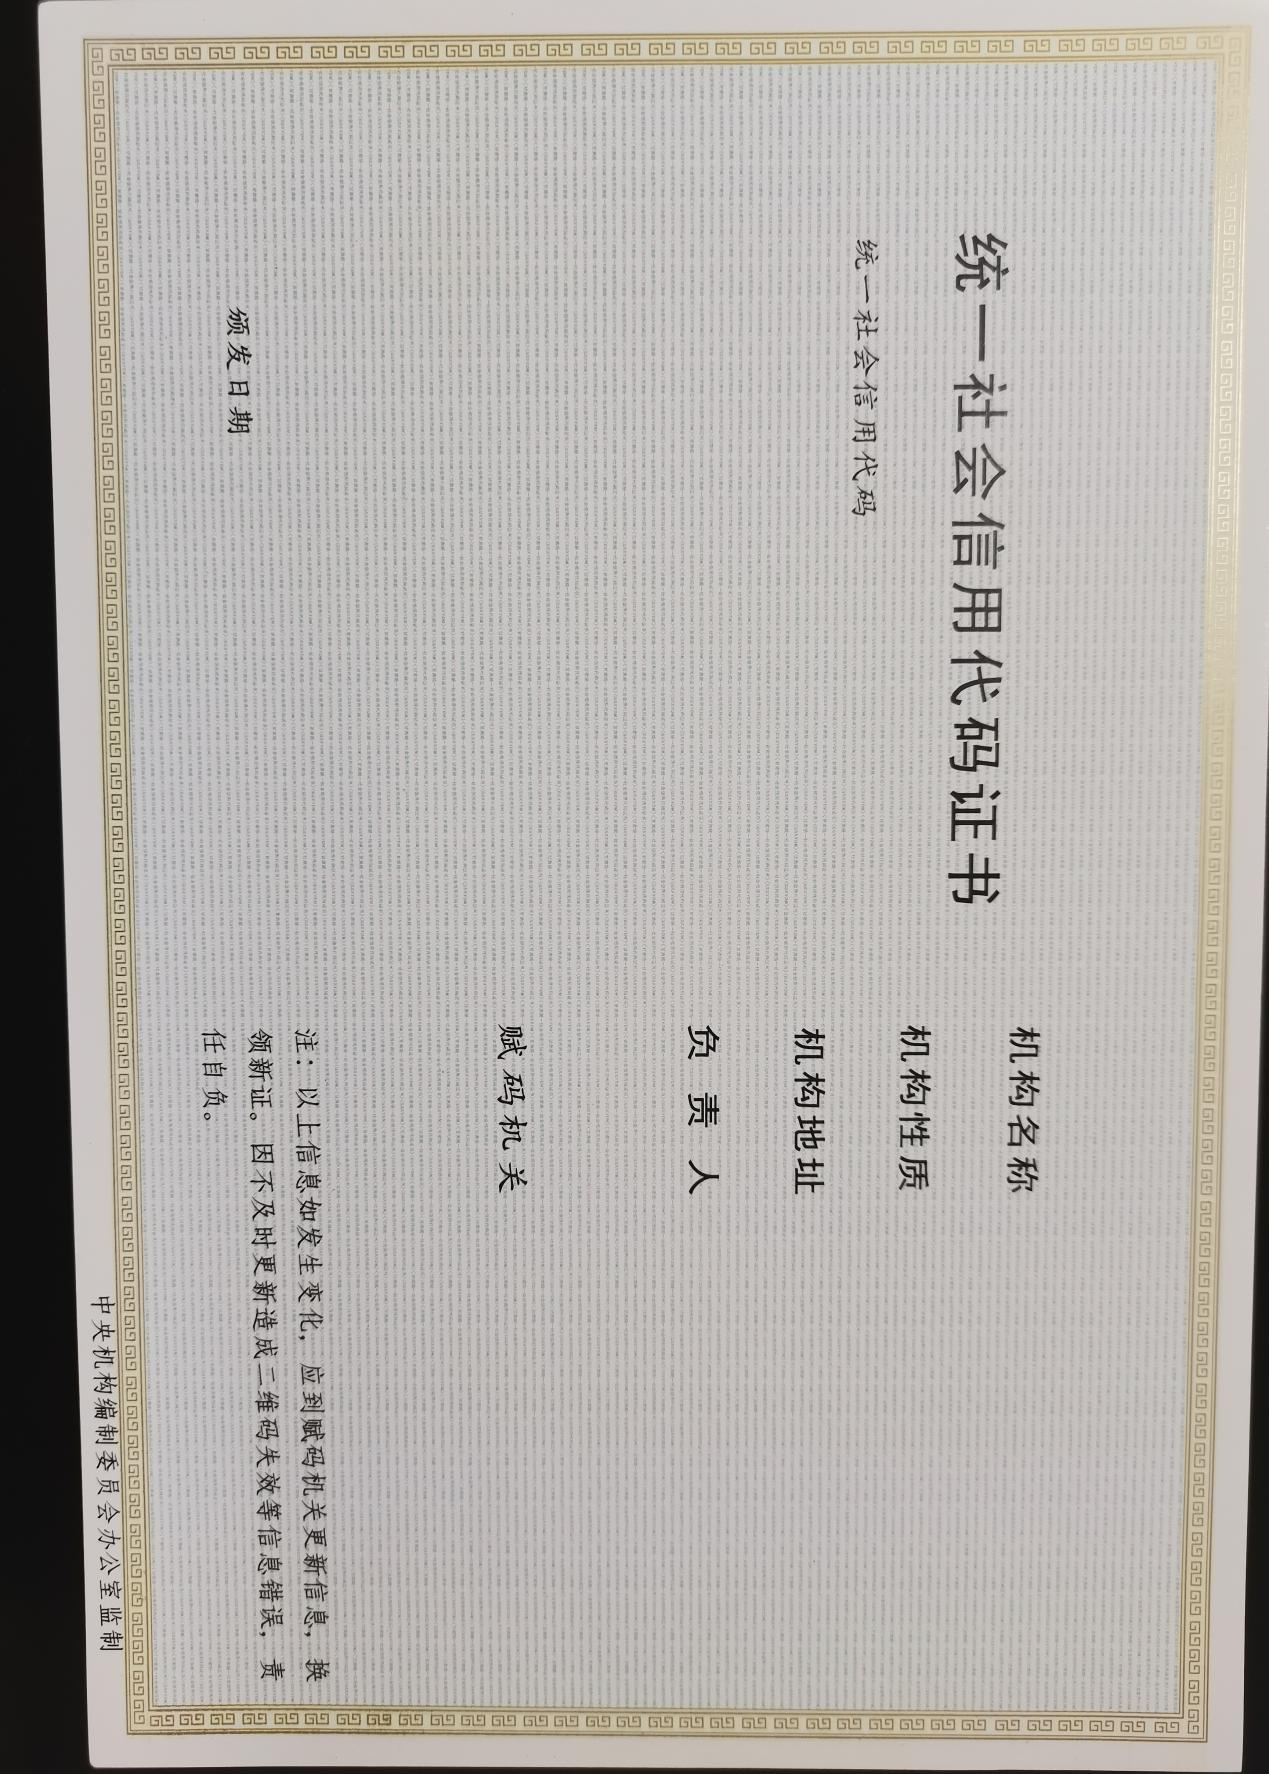 统一社会信用代码证书
统一社会信用代码
颁发日期
机构名称
机构性质
机构地址
负责人
赋码机关
注：以上信息如发生变化，应到赋码机关更新信息，换
领新证。因不及时更新造成二维码失效等信息错误，责
任自负。
中央机构编制委员会办公室监制